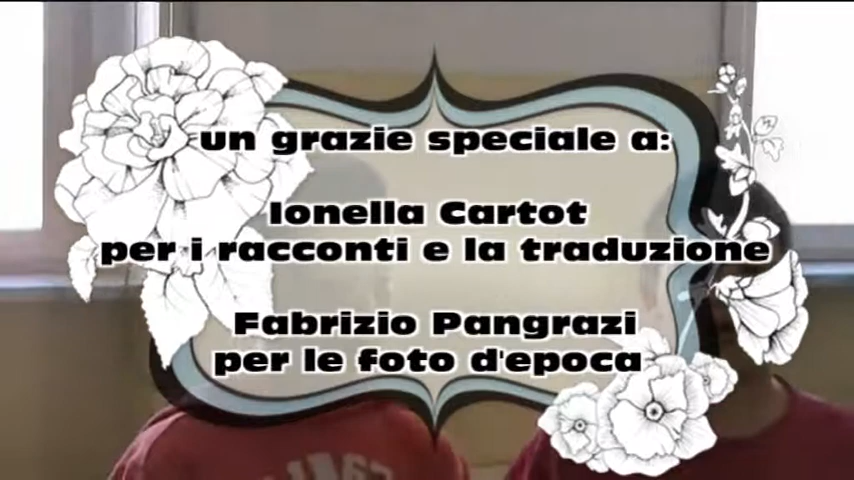 un grazie speciale a:
Ionella Cartot
per i racconti e la traduzione
Fabrizio Pangrazi
per le foto d'epoca